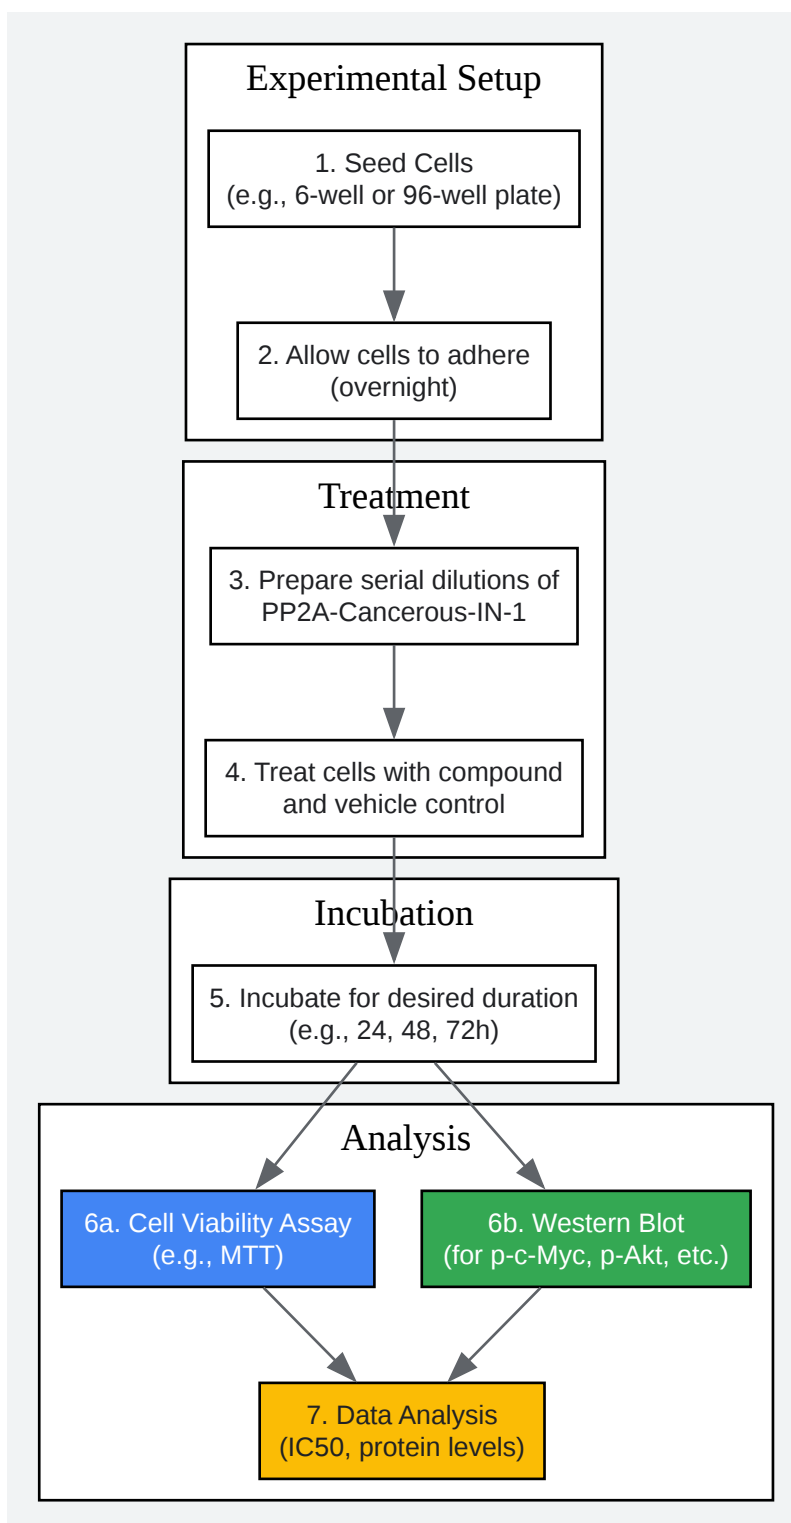 Experimental Setup
1. Seed Cells
(e.g., 6-well or 96-well plate)
2. Allow cells to adhere
(overnight)
Treatment
3. Prepare serial dilutions of
PP2A-Cancerous-IN-1
4. Treat cells with compound
and vehicle control
Incubation
5. Incubate for desired duration
(e.g., 24, 48, 72h)
Analysis
6a. Cell Viability Assay
(e.g., MTT)
6b. Western Blot
(for p-c-Myc, p-Akt, etc.)
7. Data Analysis
(IC50, protein levels)